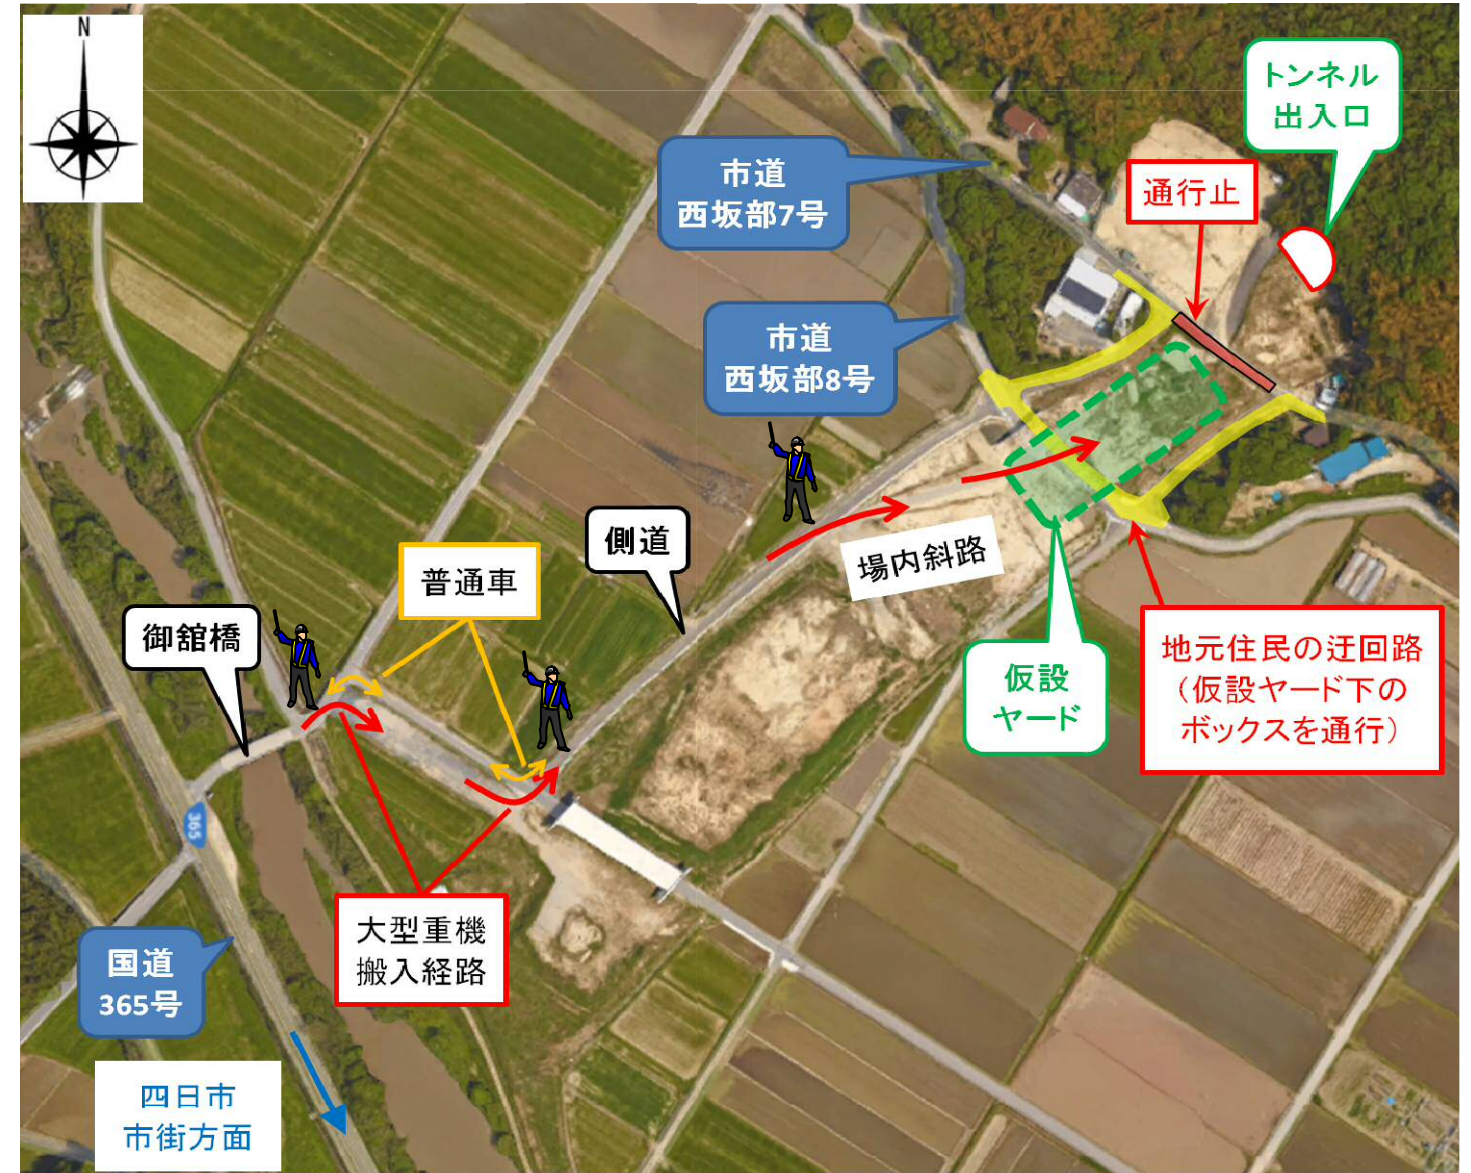 N
トンネル
出入口
市道
西坂部7号
通行止
市道
西坂部8号
側道
普通車
場内斜路
御舘橋
仮設
ヤード
地元住民の迂回路
（仮設ヤード下の
ボックスを通行）
365
大型重機
搬入経路
国道
365号
四日市
市街方面